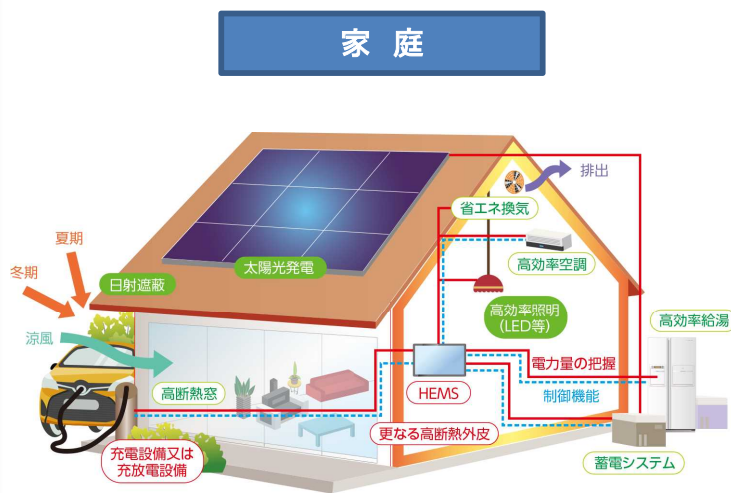 家 庭
排出
省エネ換気
夏期
冬期
日射遮蔽
太陽光発電
高効率空調
高効率照明
(LED等)
高効率給湯
涼風
電力量の把握
高断熱窓
HEMS
制御機能
更なる高断熱外皮
充電設備又は
充放電設備
蓄電システム